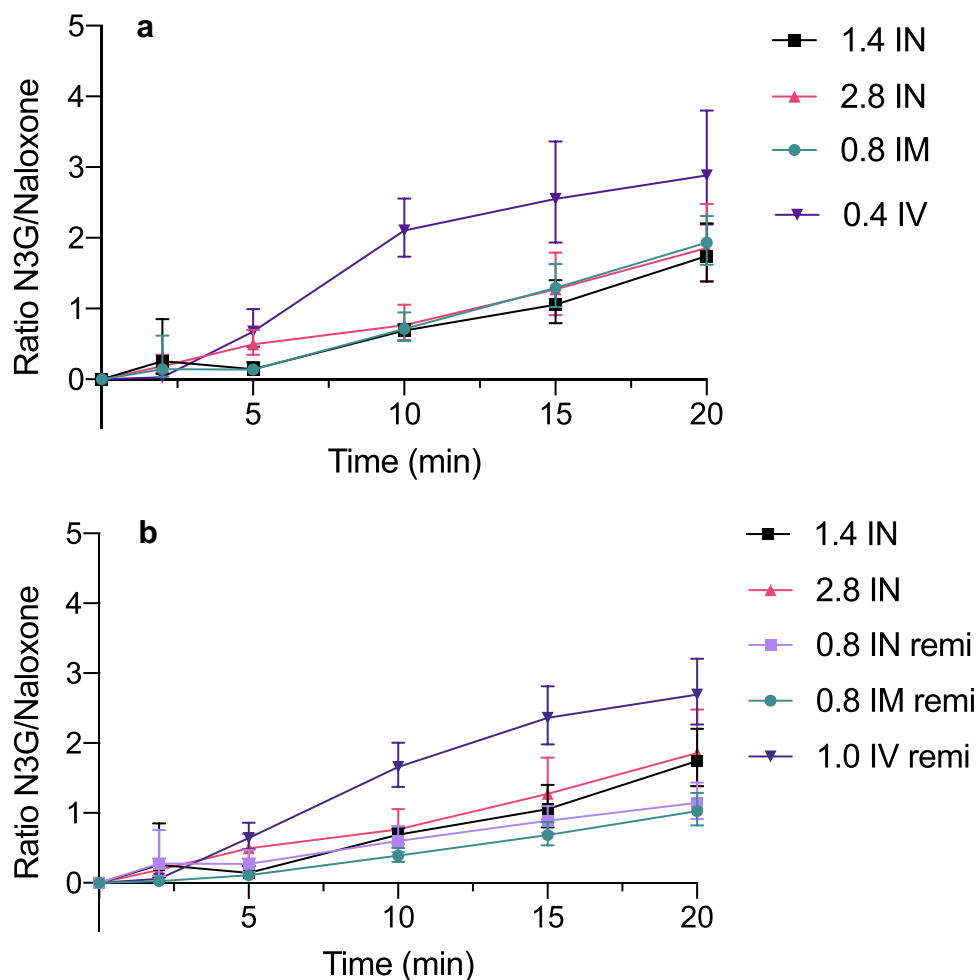 a
5
4
3
2
1
0
Ratio N3G/Naloxone
5
10
15
20
Time (min)
1.4 IN
2.8 IN
0.8 IM
0.4 IV
b
5
4
3
2
1
0
Ratio N3G/Naloxone
5
10
15
20
Time (min)
1.4 IN
2.8 IN
0.8 IN remi
0.8 IM remi
1.0 IV remi